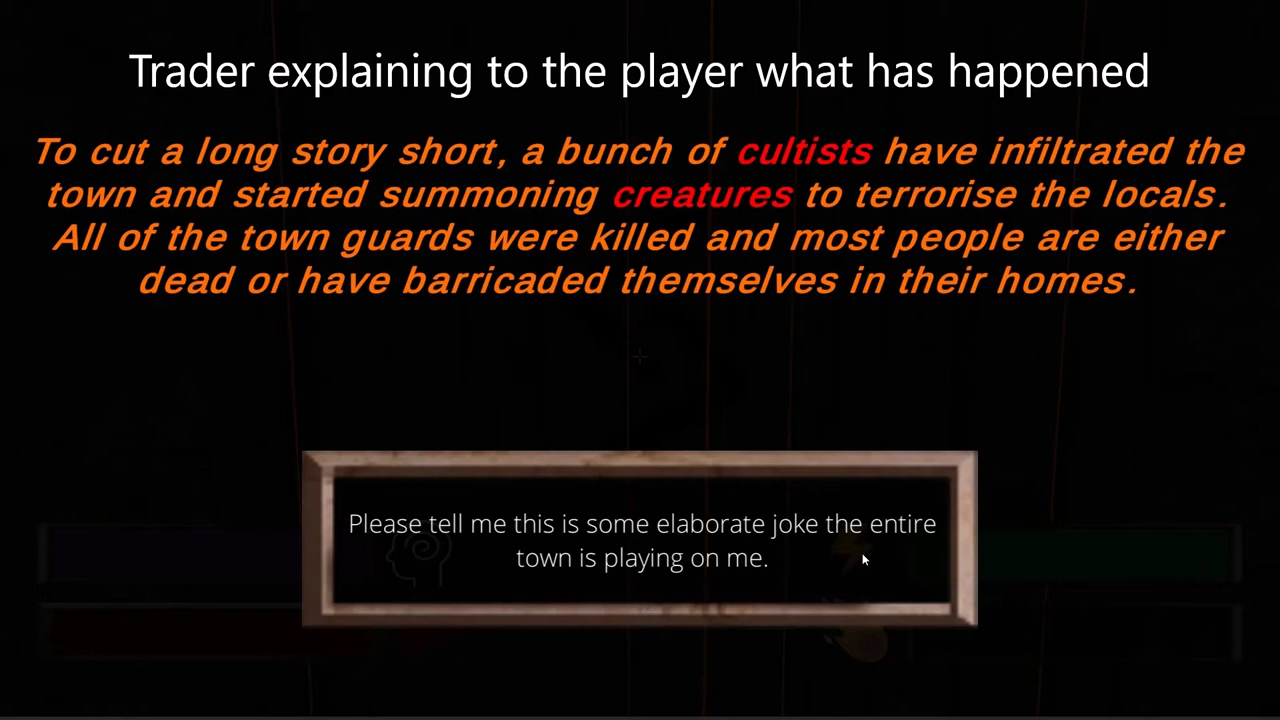 Trader explaining to the player what has happened
To cut a long story short, a bunch of cultists have infiltrated the
town and started summoning creatures to terrorise the locals.
All of the town guards were killed and most people are either
dead or have barricaded themselves in their homes.
Please tell me this is some elaborate joke the entire
town is playing on me.